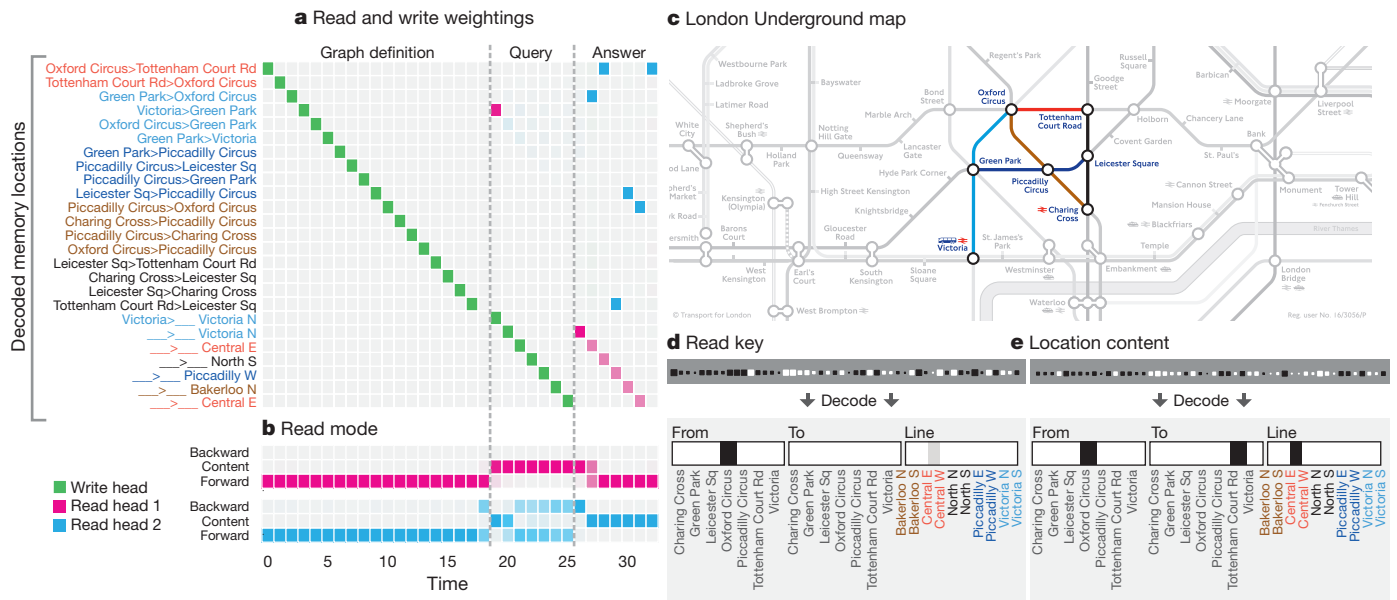 a Read and write weightings
Graph definition
Query
Answer
Decoded memory locations
Oxford Circus>Tottenham Court Rd
Tottenham Court Rd>Oxford Circus
Green Park>Oxford Circus
Victoria>Green Park
Oxford Circus>Green Park
Green Park>Victoria
Green Park>Piccadilly Circus
Piccadilly Circus>Leicester Sq
Piccadilly Circus>Green Park
Leicester Sq>Piccadilly Circus
Piccadilly Circus>Oxford Circus
Charing Cross>Piccadilly Circus
Piccadilly Circus>Charing Cross
Oxford Circus>Piccadilly Circus
Leicester Sq>Tottenham Court Rd
Charing Cross>Leicester Sq
Leicester Sq>Charing Cross
Tottenham Court Rd>Leicester Sq
Victoria>___ Victoria N
___>___ Victoria N
___>___ Central E
___>___ North S
___>___ Piccadilly W
___>___ Bakerloo N
___>___ Central E
b Read mode
Backward
Content
Forward
Backward
Content
Forward
Write head
Read head 1
Read head 2
0 5 10 15 20 25 30
Time
c London Underground map
Westbourne Park
Ladbroke Grove
Latimer Road
White
City
Shepherd's
Bush
Holland
Park
od Lane
pherd's
Market
wk Road
ersmith
Barons
Court
West
Kensington
Kensington
(Olympia)
Bayswater
Notting
Hill Gate
High Street Kensington
Earl's
Court
Gloucester
Road
South
Kensington
West Brompton
Queensway
Lancaster
Gate
Marble Arch
Bond
Street
Hyde Park Corner
Knightsbridge
Sloane
Square
Regent's Park
Oxford
Circus
Tottenham
Court Road
Green Park
Piccadilly
Circus
Leicester Square
Charing
Cross
Victoria
St. James's
Park
Westminster
Waterloo
Embankment
Temple
Blackfriars
Mansion House
Cannon Street
Goodge
Street
Russell
Square
Holborn
Covent Garden
Chancery Lane
St. Paul's
Bank
Barbican
Moorgate
Liverpool
Street
Monument
Tower
Hill
Fenchurch Street
River Thames
London
Bridge
© Transport for London
Reg. user No. 16/3056/P
d Read key
Decode
From
To
Line
Charing Cross
Green Park
Leicester Sq
Oxford Circus
Piccadilly Circus
Tottenham Court Rd
Victoria
Charing Cross
Green Park
Leicester Sq
Oxford Circus
Piccadilly Circus
Tottenham Court Rd
Victoria
Bakerloo N
Bakerloo S
Central E
Central W
North N
North S
Piccadilly E
Piccadilly W
Victoria N
Victoria S
e Location content
Decode
From
To
Line
Charing Cross
Green Park
Leicester Sq
Oxford Circus
Piccadilly Circus
Tottenham Court Rd
Victoria
Charing Cross
Green Park
Leicester Sq
Oxford Circus
Piccadilly Circus
Tottenham Court Rd
Victoria
Bakerloo N
Bakerloo S
Central E
Central W
North N
North S
Piccadilly E
Piccadilly W
Victoria N
Victoria S